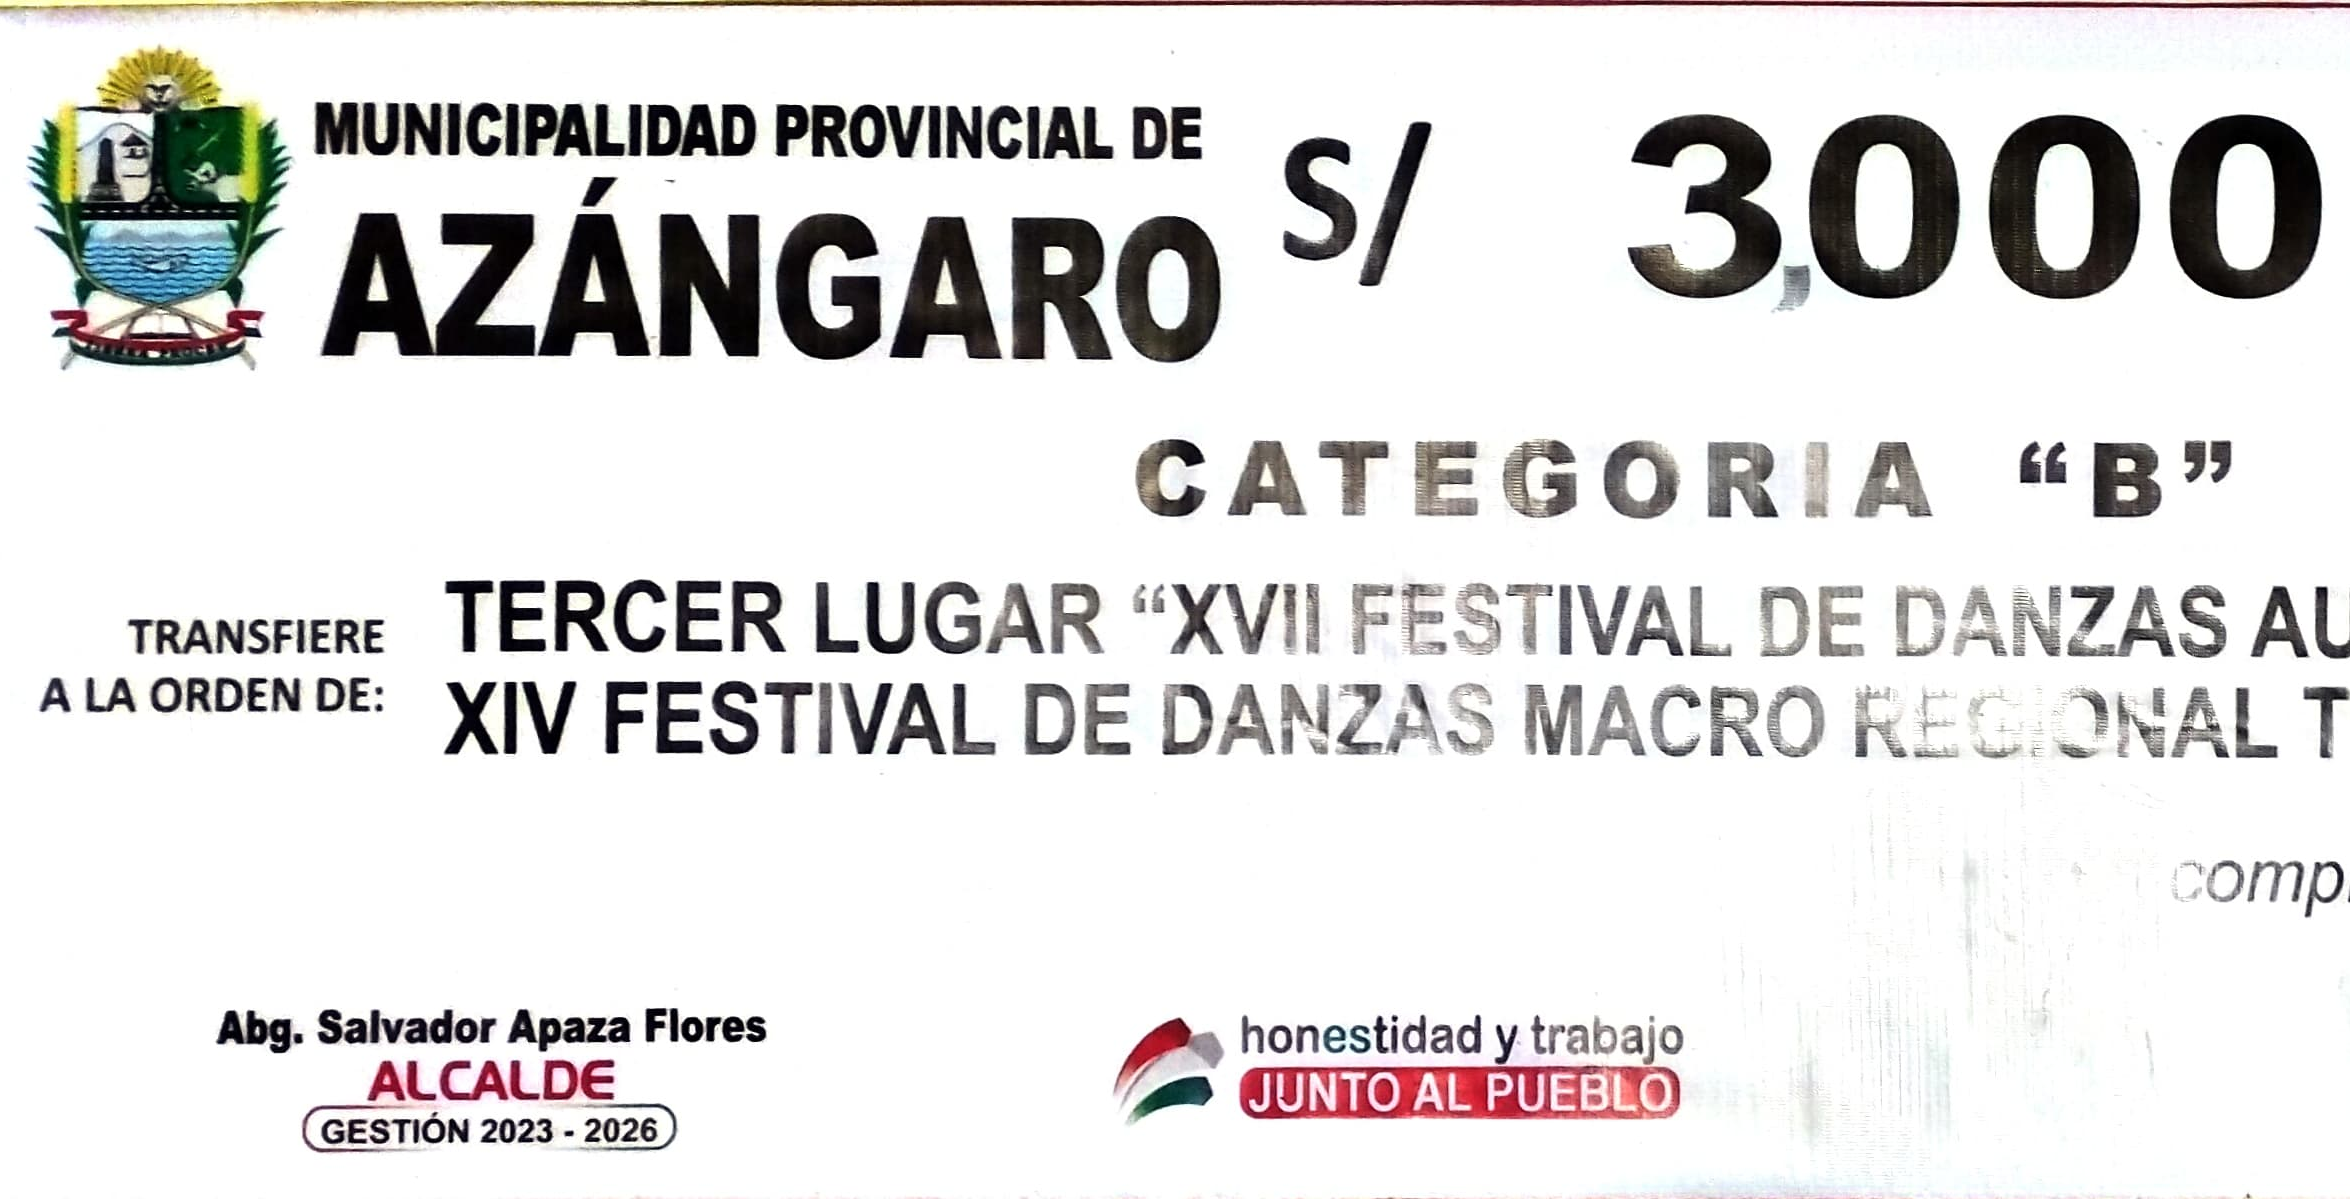 MUNICIPALIDAD PROVINCIAL DE
AZÁNGARO
S/ 3,000
CATEGORIA “B”
TRANSFIERE
A LA ORDEN DE:
TERCER LUGAR “XVII FESTIVAL DE DANZAS AU
XIV FESTIVAL DE DANZAS MACRO REGIONAL T
comp
Abg. Salvador Apaza Flores
ALCALDE
GESTIÓN 2023 - 2026
honestidad y trabajo
JUNTO AL PUEBLO